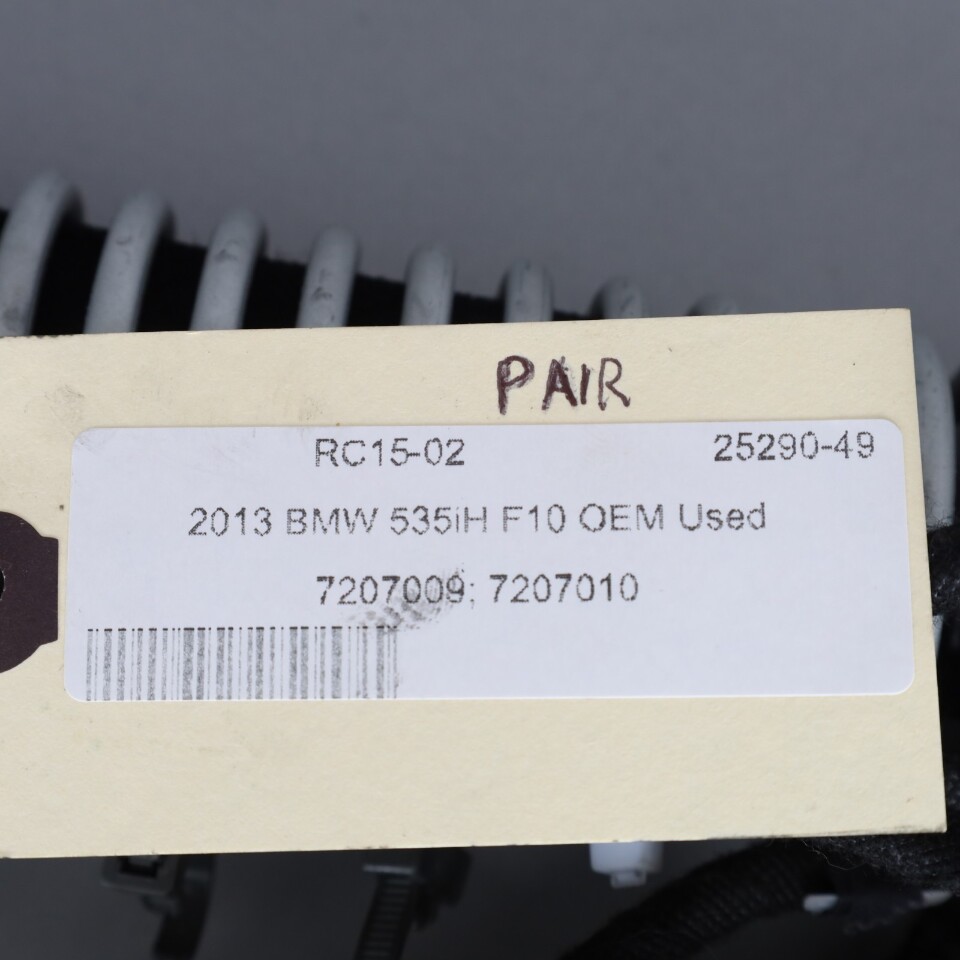 PAIR
RC15-02 25290-49
2013 BMW 535iH F10 OEM Used
7207009; 7207010